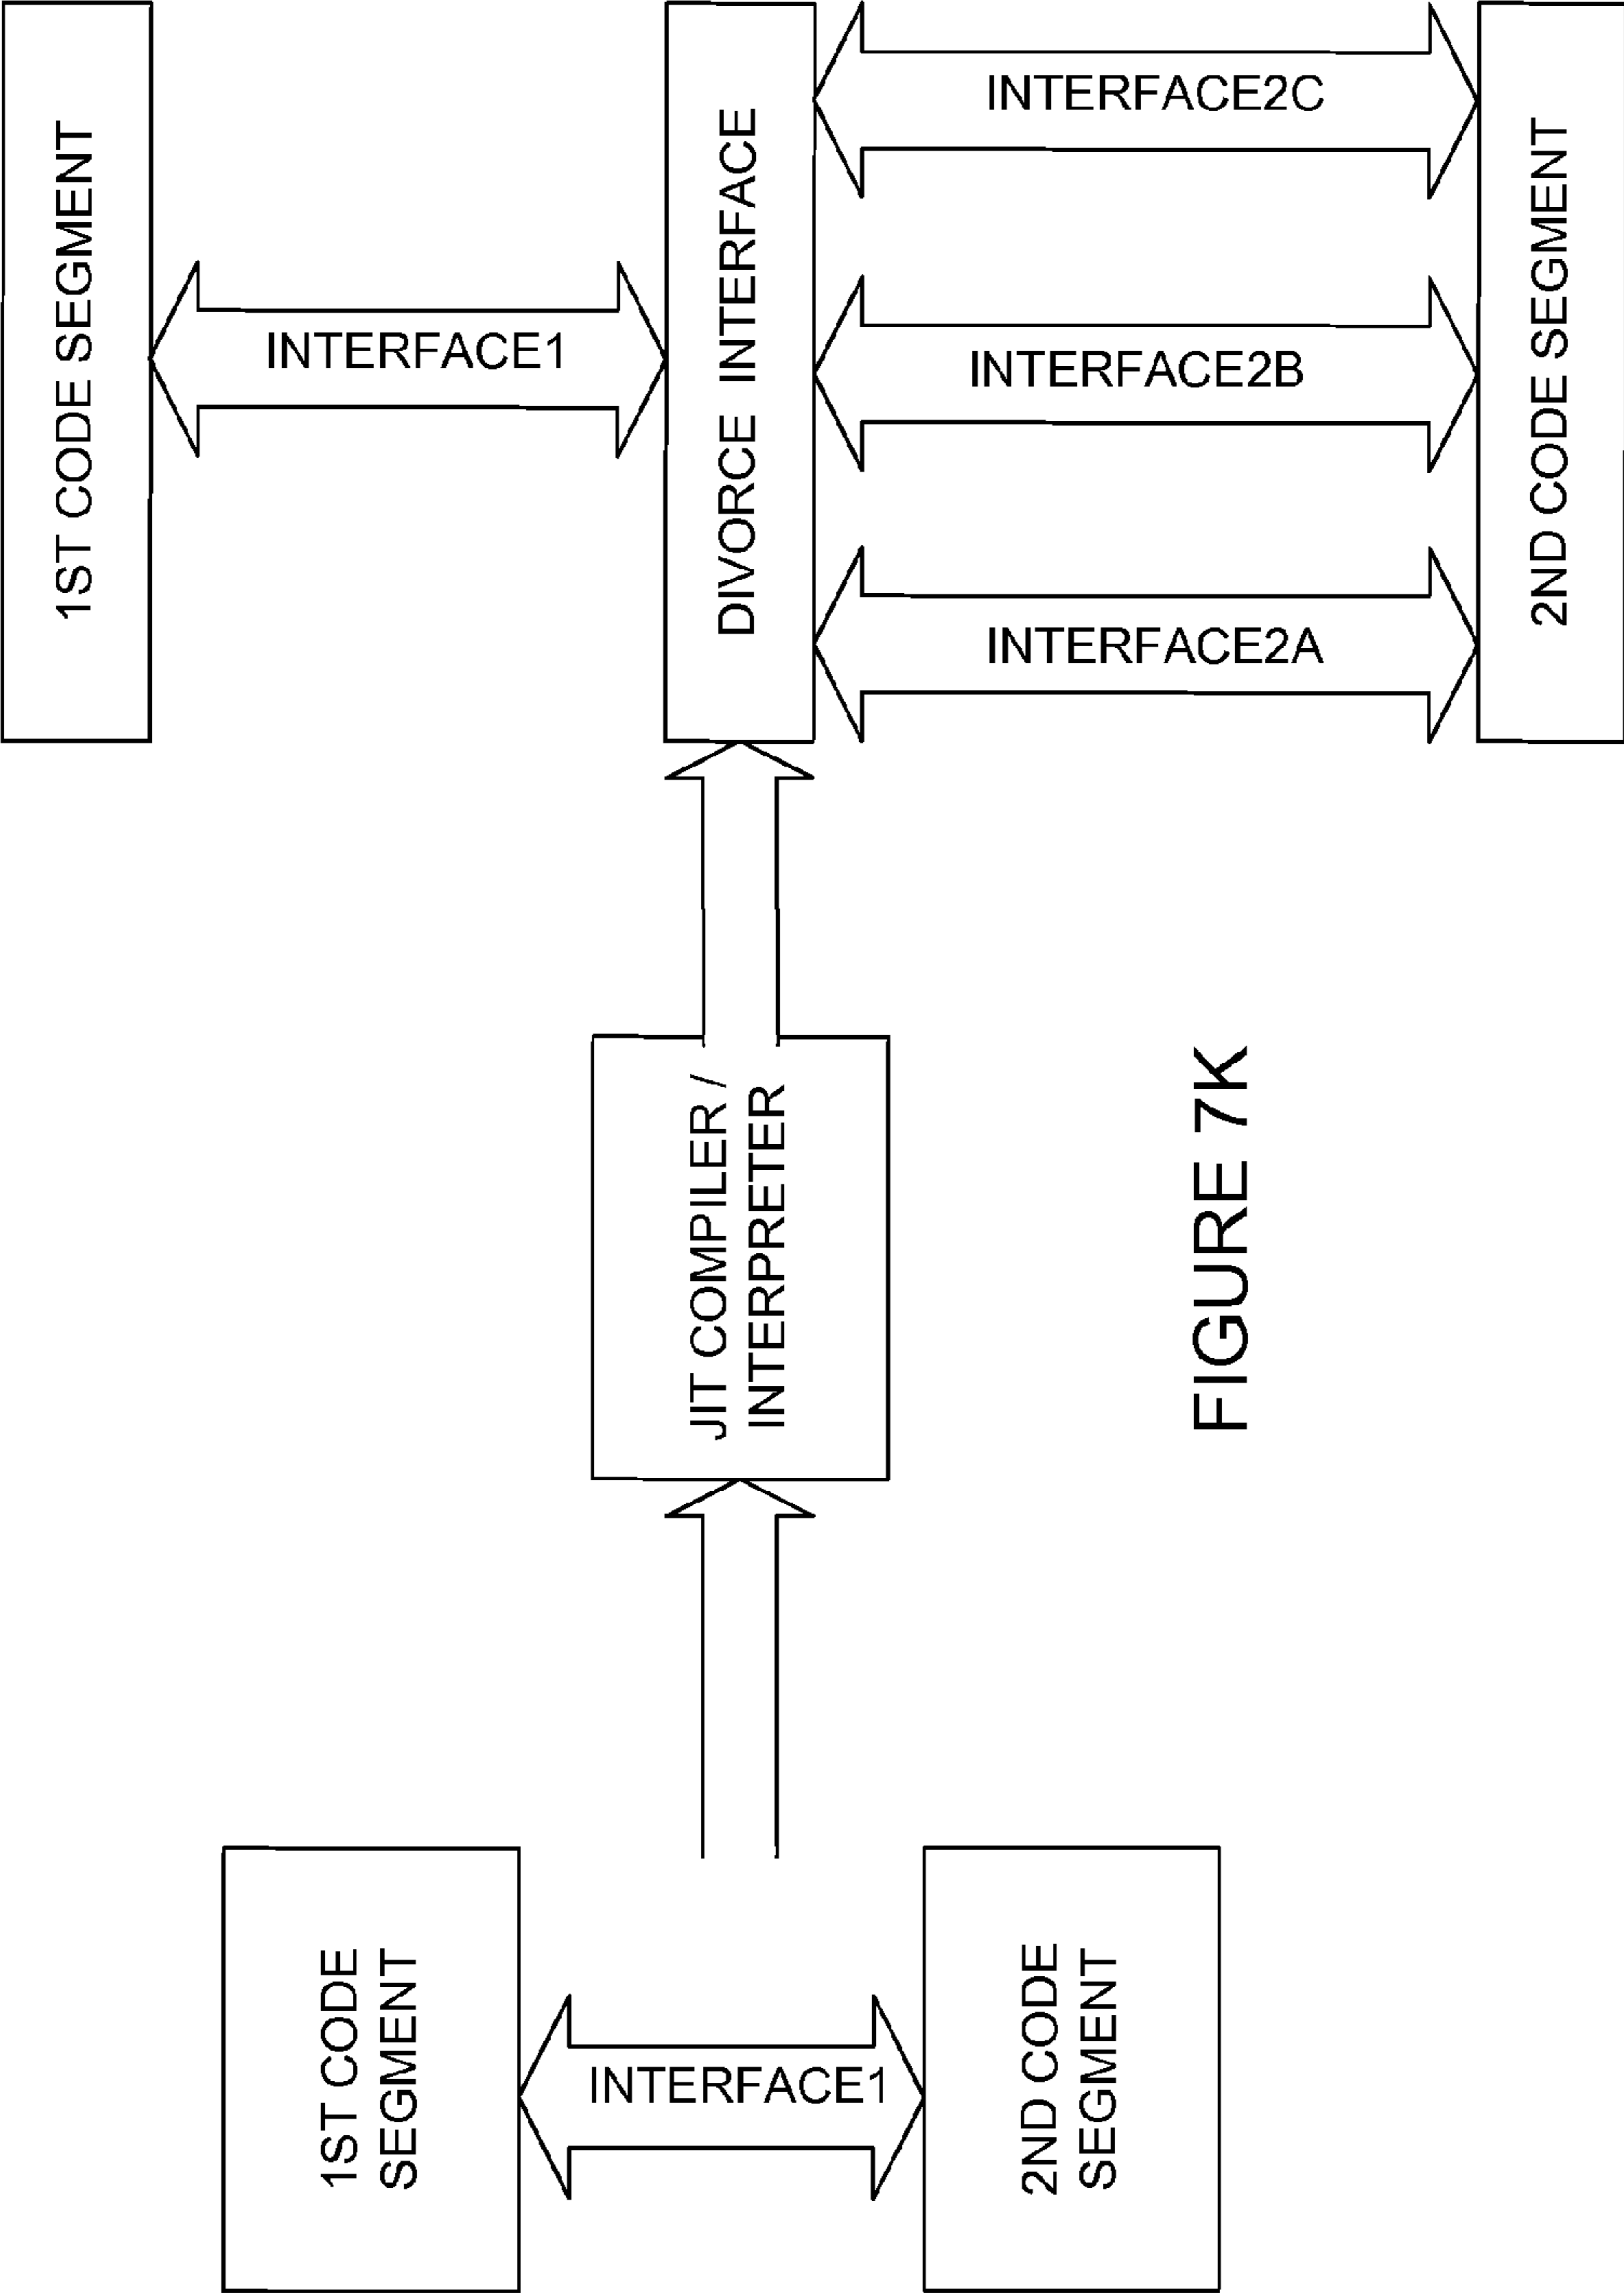 1ST CODE
SEGMENT
INTERFACE1
2ND CODE
SEGMENT
JIT COMPILER /
INTERPRETER
1ST CODE SEGMENT
INTERFACE1
DIVORCE INTERFACE
INTERFACE2A
INTERFACE2B
INTERFACE2C
2ND CODE SEGMENT
FIGURE 7K